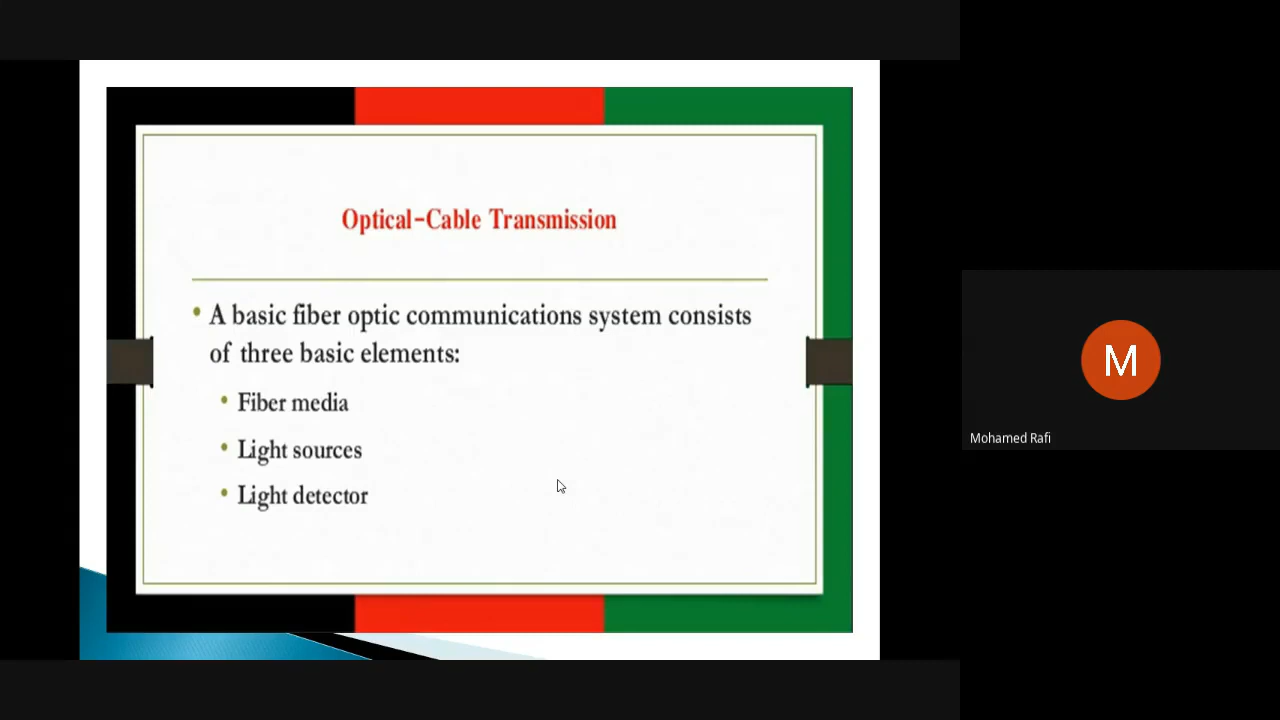 Optical-Cable Transmission
• A basic fiber optic communications system consists
of three basic elements:
• Fiber media
• Light sources
• Light detector
M
Mohamed Rafi